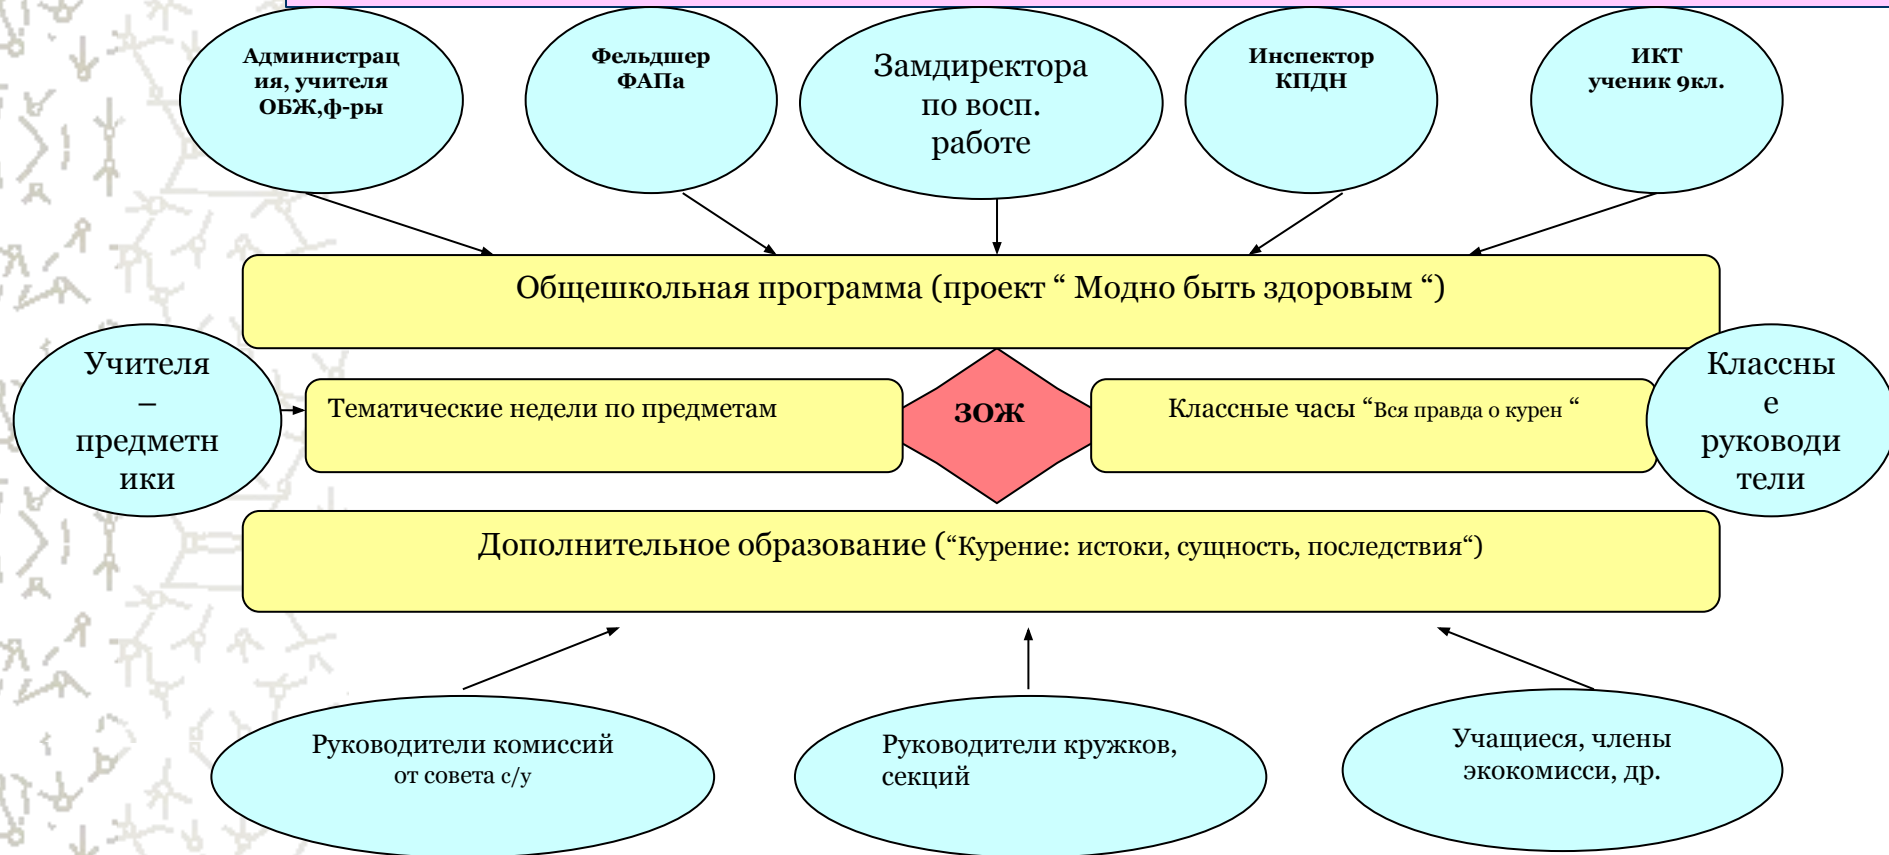 Администрац
ия, учителя
ОБЖ,ф-ры
Фельдшер
ФАПа
Замдиректора
по восп.
работе
Инспектор
КПДН
ИКТ
ученик 9кл.
Общешкольная программа (проект “ Модно быть здоровым “)
Учителя
–
предметн
ики
Тематические недели по предметам
ЗОЖ
Классные часы “Вся правда о курен “
Классны
е
руководи
тели
Дополнительное образование (“Курение: истоки, сущность, последствия“)
Руководители комиссий
от совета с/у
Руководители кружков,
секций
Учащиеся, члены
экокомисси, др.